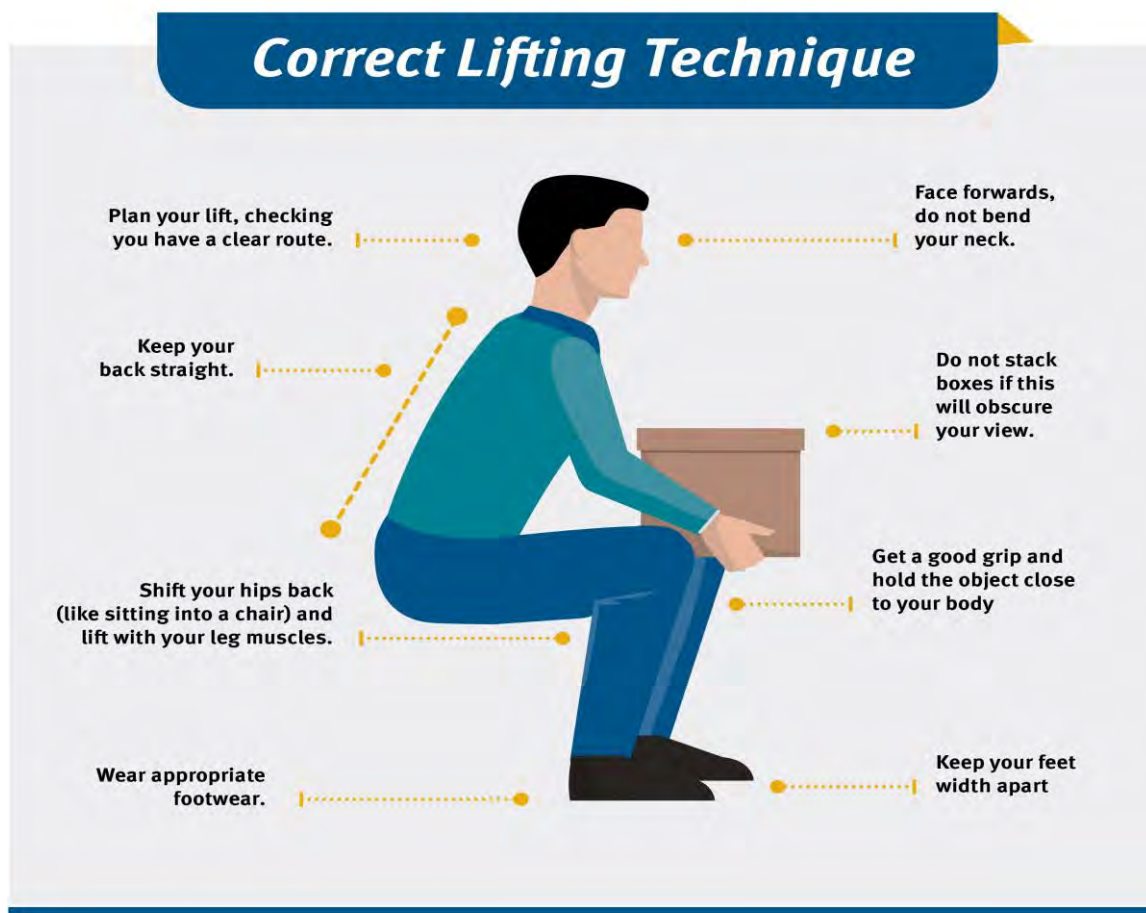 Correct Lifting Technique
Plan your lift, checking
you have a clear route.
Face forwards,
do not bend
your neck.
Keep your
back straight.
Do not stack
boxes if this
will obscure
your view.
Shift your hips back
(like sitting into a chair) and
lift with your leg muscles.
Get a good grip and
hold the object close
to your body
Wear appropriate
footwear.
Keep your feet
width apart